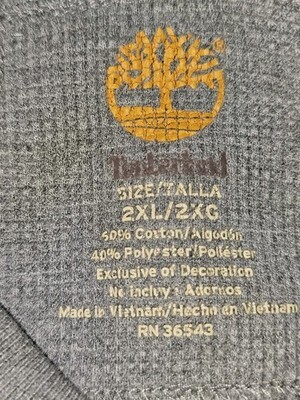 ®
Timberland
SIZE/TALLA
2XL/2XG
60% Cotton/Algodón
40% Polyester/Poliéster
Exclusive of Decoration
No Incluye Adornos
Made in Vietnam/Hecho en Vietnam
RN 36543